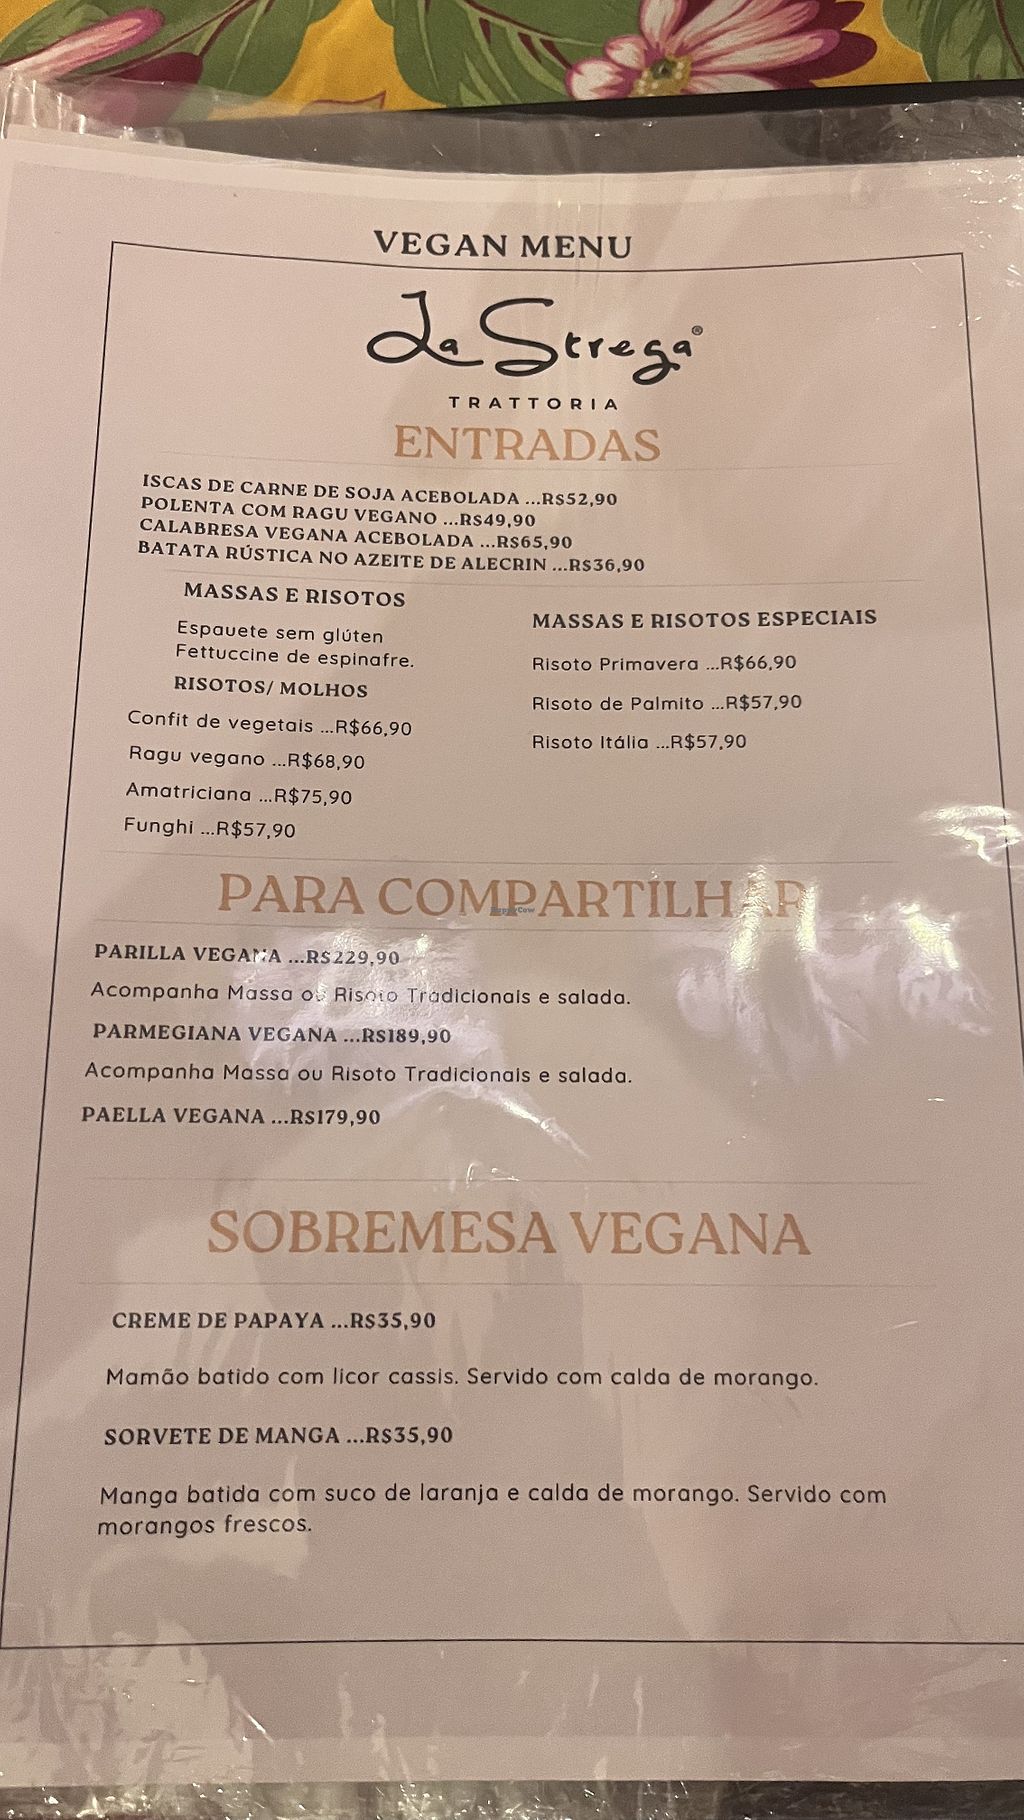 VEGAN MENU
La Strega®
TRATTORIA
ENTRADAS
ISCAS DE CARNE DE SOJA ACEBOLADA ...R$52,90
POLENTA COM RAGU VEGANO ...R$49,90
CALABRESA VEGANA ACEBOLADA ...R$65,90
BATATA RÚSTICA NO AZEITE DE ALECRIN ...R$36,90
MASSAS E RISOTOS
Espauete sem glúten
Fettuccine de espinafre.
RISOTOS/ MOLHOS
Confit de vegetais ...R$66,90
Ragu vegano ...R$68,90
Amatriciana ...R$75,90
Funghi ...R$57,90
MASSAS E RISOTOS ESPECIAIS
Risoto Primavera ...R$66,90
Risoto de Palmito ...R$57,90
Risoto Itália ...R$57,90
PARA COMPARTILHAR
HappyCow
PARILLA VEGANA ...R$229,90
Acompanha Massa ou Risoto Tradicionais e salada.
PARMEGIANA VEGANA ...R$189,90
Acompanha Massa ou Risoto Tradicionais e salada.
PAELLA VEGANA ...R$179,90
SOBREMESA VEGANA
CREME DE PAPAYA ...R$35,90
Mamão batido com licor cassis. Servido com calda de morango.
SORVETE DE MANGA ...R$35,90
Manga batida com suco de laranja e calda de morango. Servido com
morangos frescos.